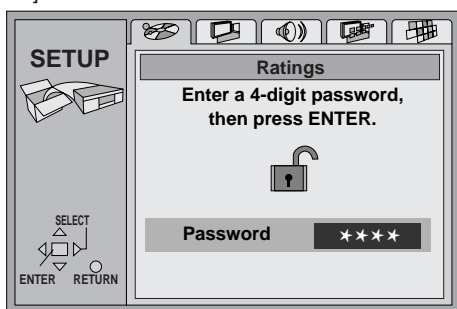 SETUP
Ratings
Enter a 4-digit password,
then press ENTER.
Password ****
SELECT
ENTER RETURN